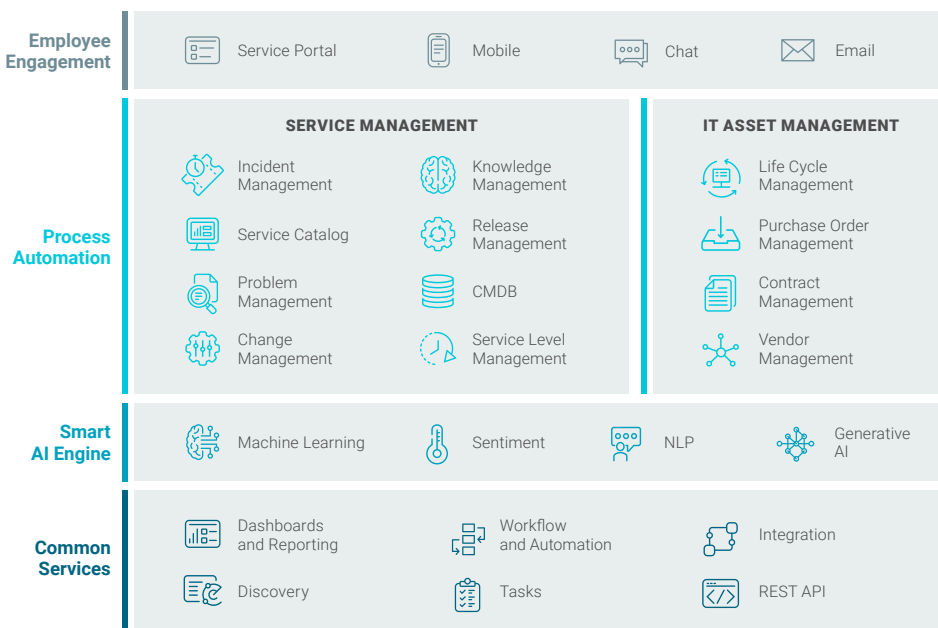 Employee
Engagement
Service Portal
Mobile
Chat
Email
Process
Automation
SERVICE MANAGEMENT
Incident
Management
Knowledge
Management
Service Catalog
Release
Management
Problem
Management
CMDB
Change
Management
Service Level
Management
IT ASSET MANAGEMENT
Life Cycle
Management
Purchase Order
Management
Contract
Management
Vendor
Management
Smart
AI Engine
Machine Learning
Sentiment
NLP
Generative
AI
Common
Services
Dashboards
and Reporting
Workflow
and Automation
Integration
Discovery
Tasks
REST API